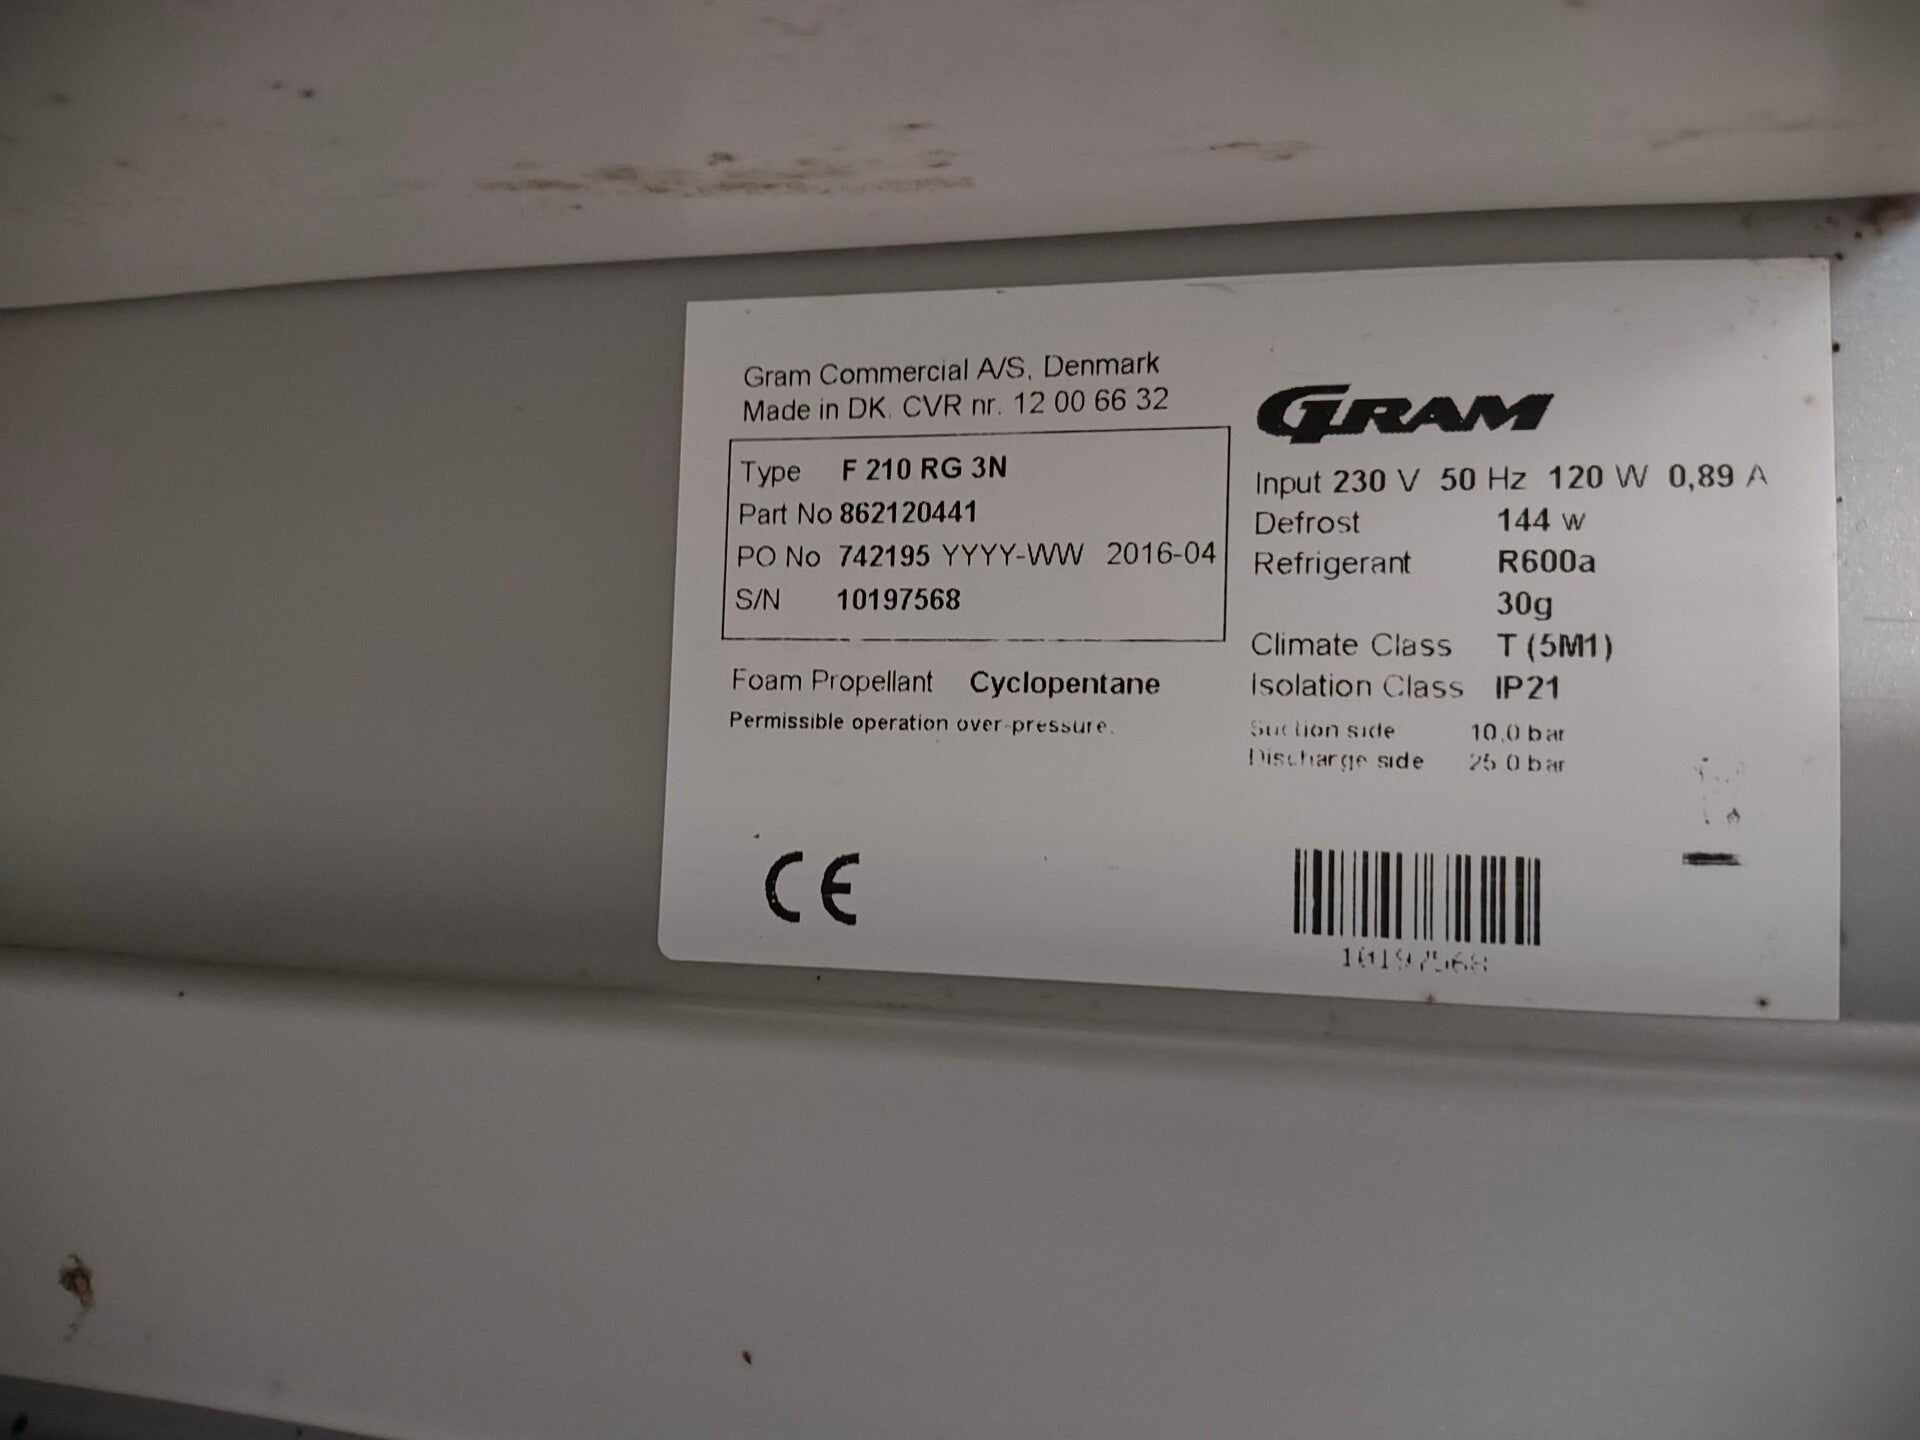 Gram Commercial A/S, Denmark
Made in DK. CVR nr. 12 00 66 32
Type F 210 RG 3N
Part No 862120441
PO No 742195 YYYY-WW 2016-04
S/N 10197568
Foam Propellant Cyclopentane
Permissible operation over-pressure.
CE
GRAM
Input 230 V 50 Hz 120 W 0,89 A
Defrost 144 w
Refrigerant R600a
30g
Climate Class T (5M1)
Isolation Class IP21
Suction side 10,0 bar
Discharge side 25,0 bar
10197568